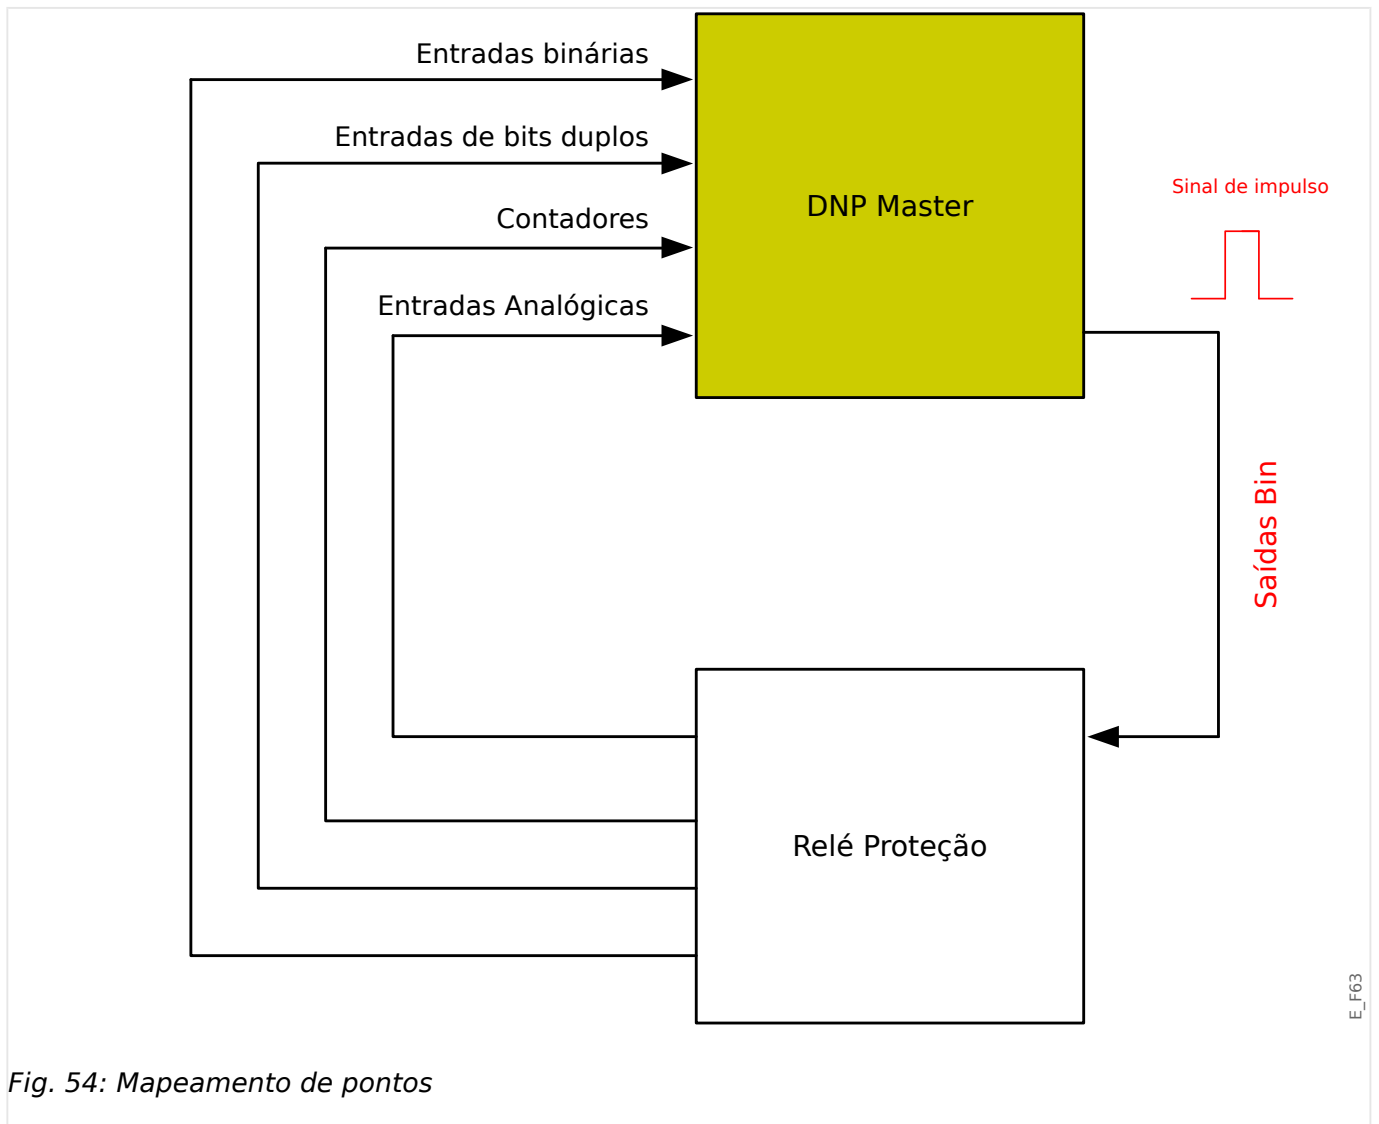 Entradas binárias
Entradas de bits duplos
Contadores
Entradas Analógicas
DNP Master
Sinal de impulso
Saídas Bin
Relé Proteção
E_F63
Fig. 54: Mapeamento de pontos